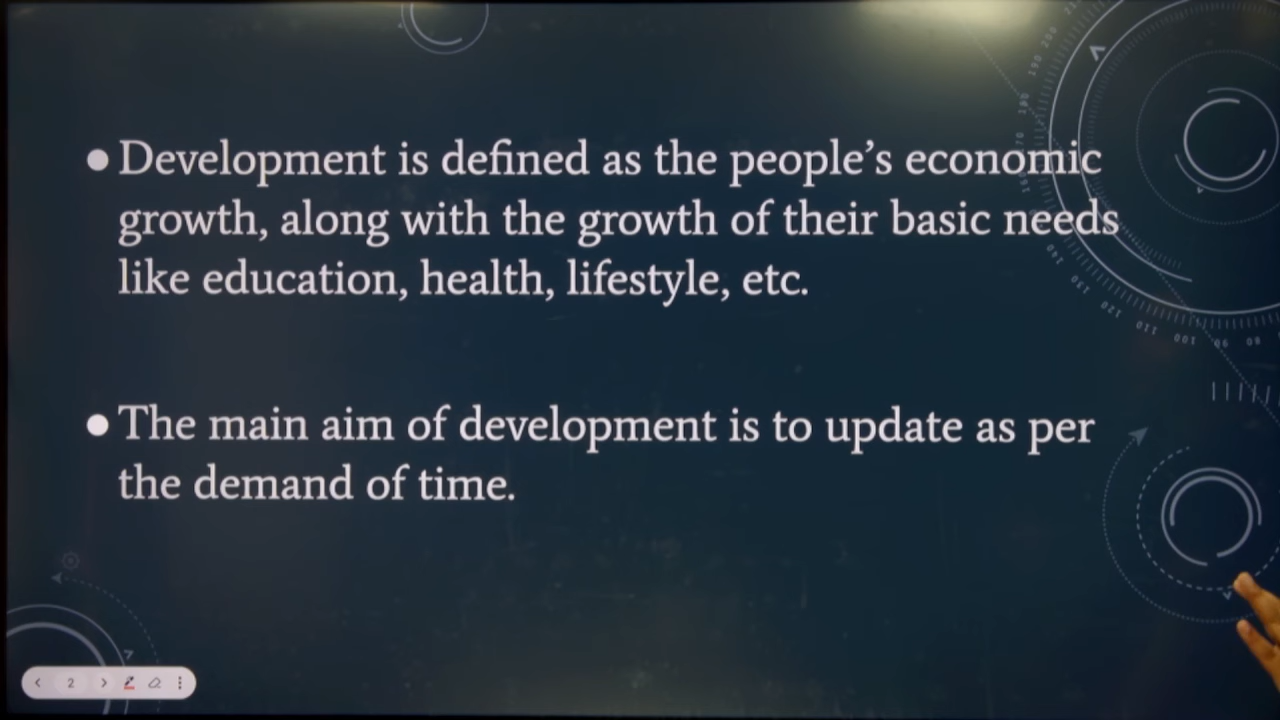 ● Development is defined as the people’s economic
growth, along with the growth of their basic needs
like education, health, lifestyle, etc.
● The main aim of development is to update as per
the demand of time.
2